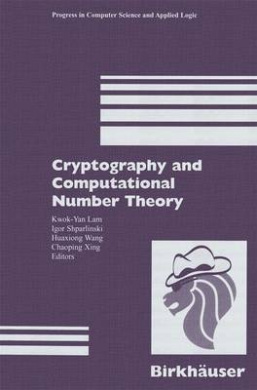 Progress in Computer Science and Applied Logic
Cryptography and
Computational
Number Theory
Kwok-Yan Lam
Igor Shparlinski
Huaxiong Wang
Chaoping Xing
Editors
Birkhäuser